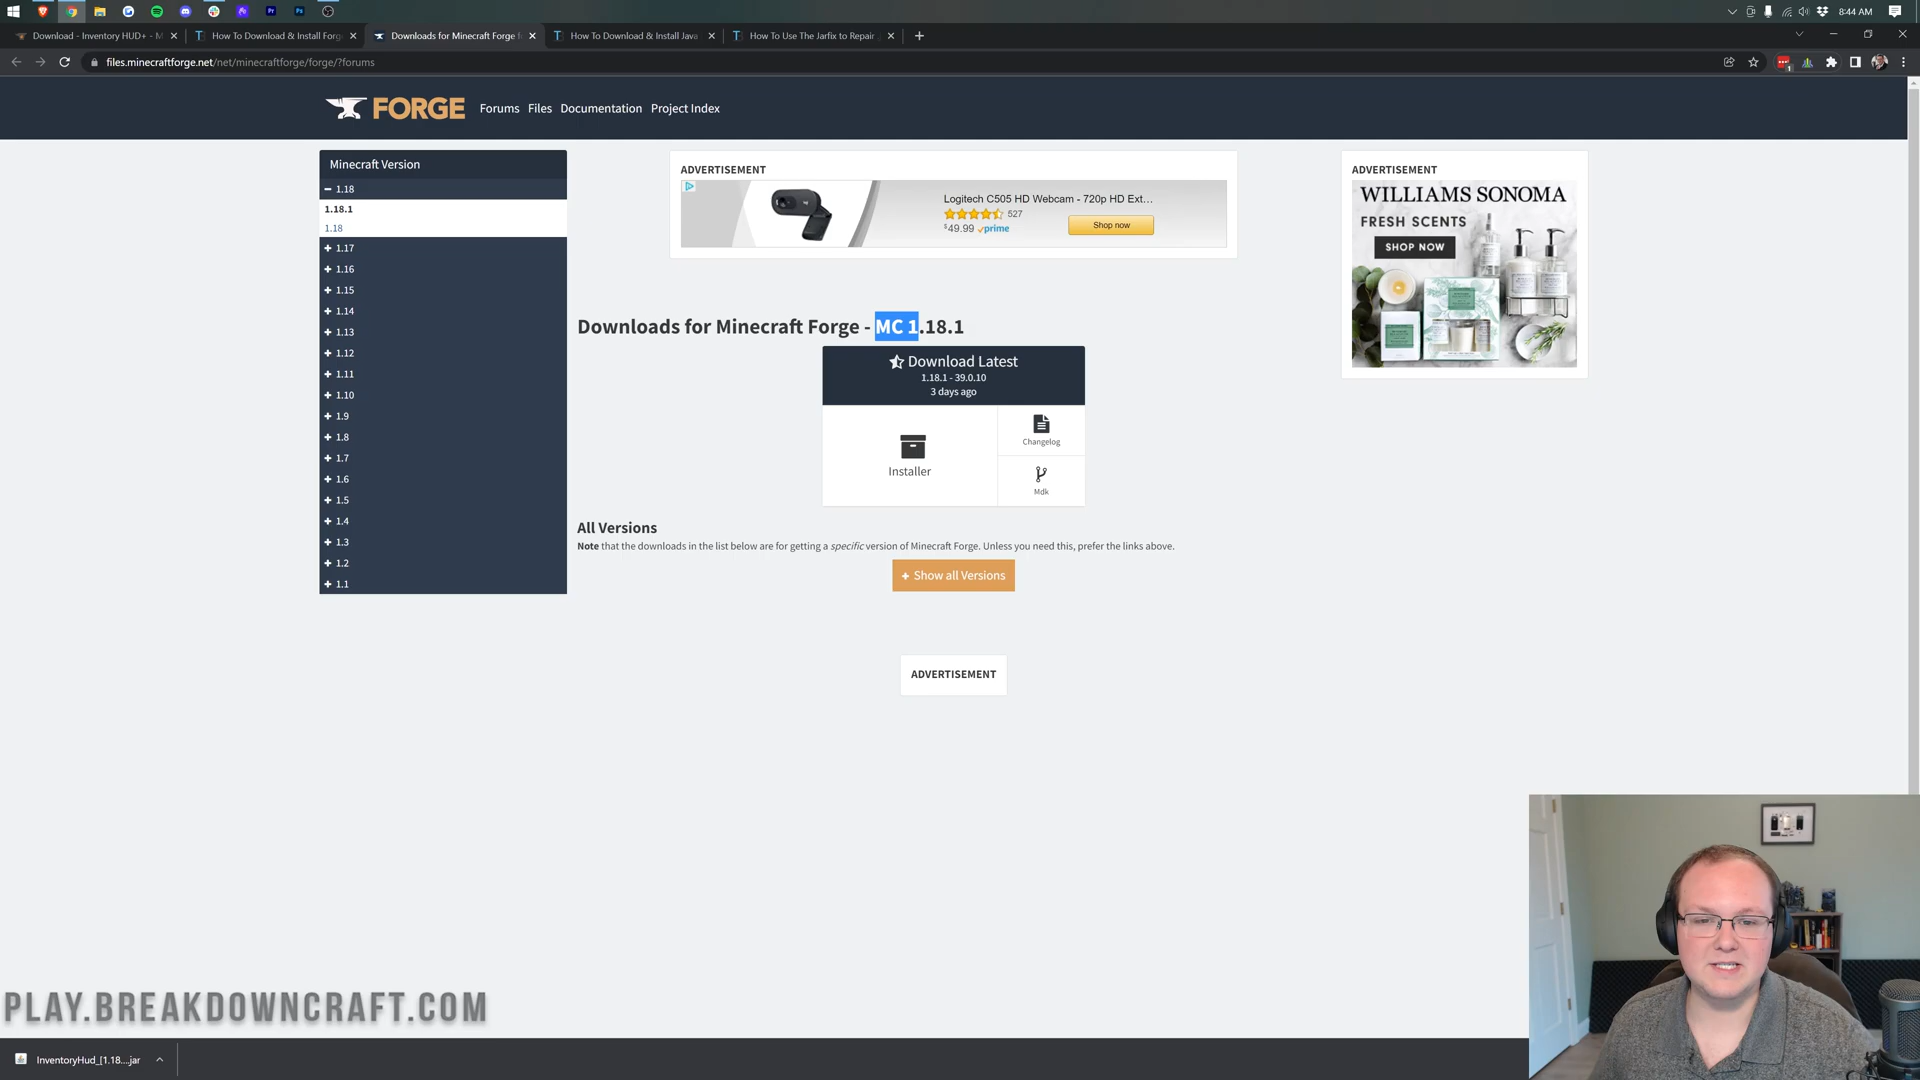 8:44 AM
Download - Inventory HUD+ - M
How To Download & Install Forg
Downloads for Minecraft Forge f
How To Download & Install Java
How To Use The Jarfix to Repair
files.minecraftforge.net/net/minecraftforge/forge/?forums
FORGE
Forums
Files
Documentation
Project Index
Minecraft Version
1.18
1.18.1
1.18
1.17
1.16
1.15
1.14
1.13
1.12
1.11
1.10
1.9
1.8
1.7
1.6
1.5
1.4
1.3
1.2
1.1
ADVERTISEMENT
Logitech C505 HD Webcam - 720p HD Ext...
527
$49.99 prime
Shop now
ADVERTISEMENT
WILLIAMS SONOMA
FRESH SCENTS
SHOP NOW
Downloads for Minecraft Forge - MC 1.18.1
Download Latest
1.18.1 - 39.0.10
3 days ago
Installer
Changelog
Mdk
All Versions
Note that the downloads in the list below are for getting a specific version of Minecraft Forge. Unless you need this, prefer the links above.
Show all Versions
ADVERTISEMENT
PLAY.BREAKDOWNCRAFT.COM
InventoryHud_[1.18....jar